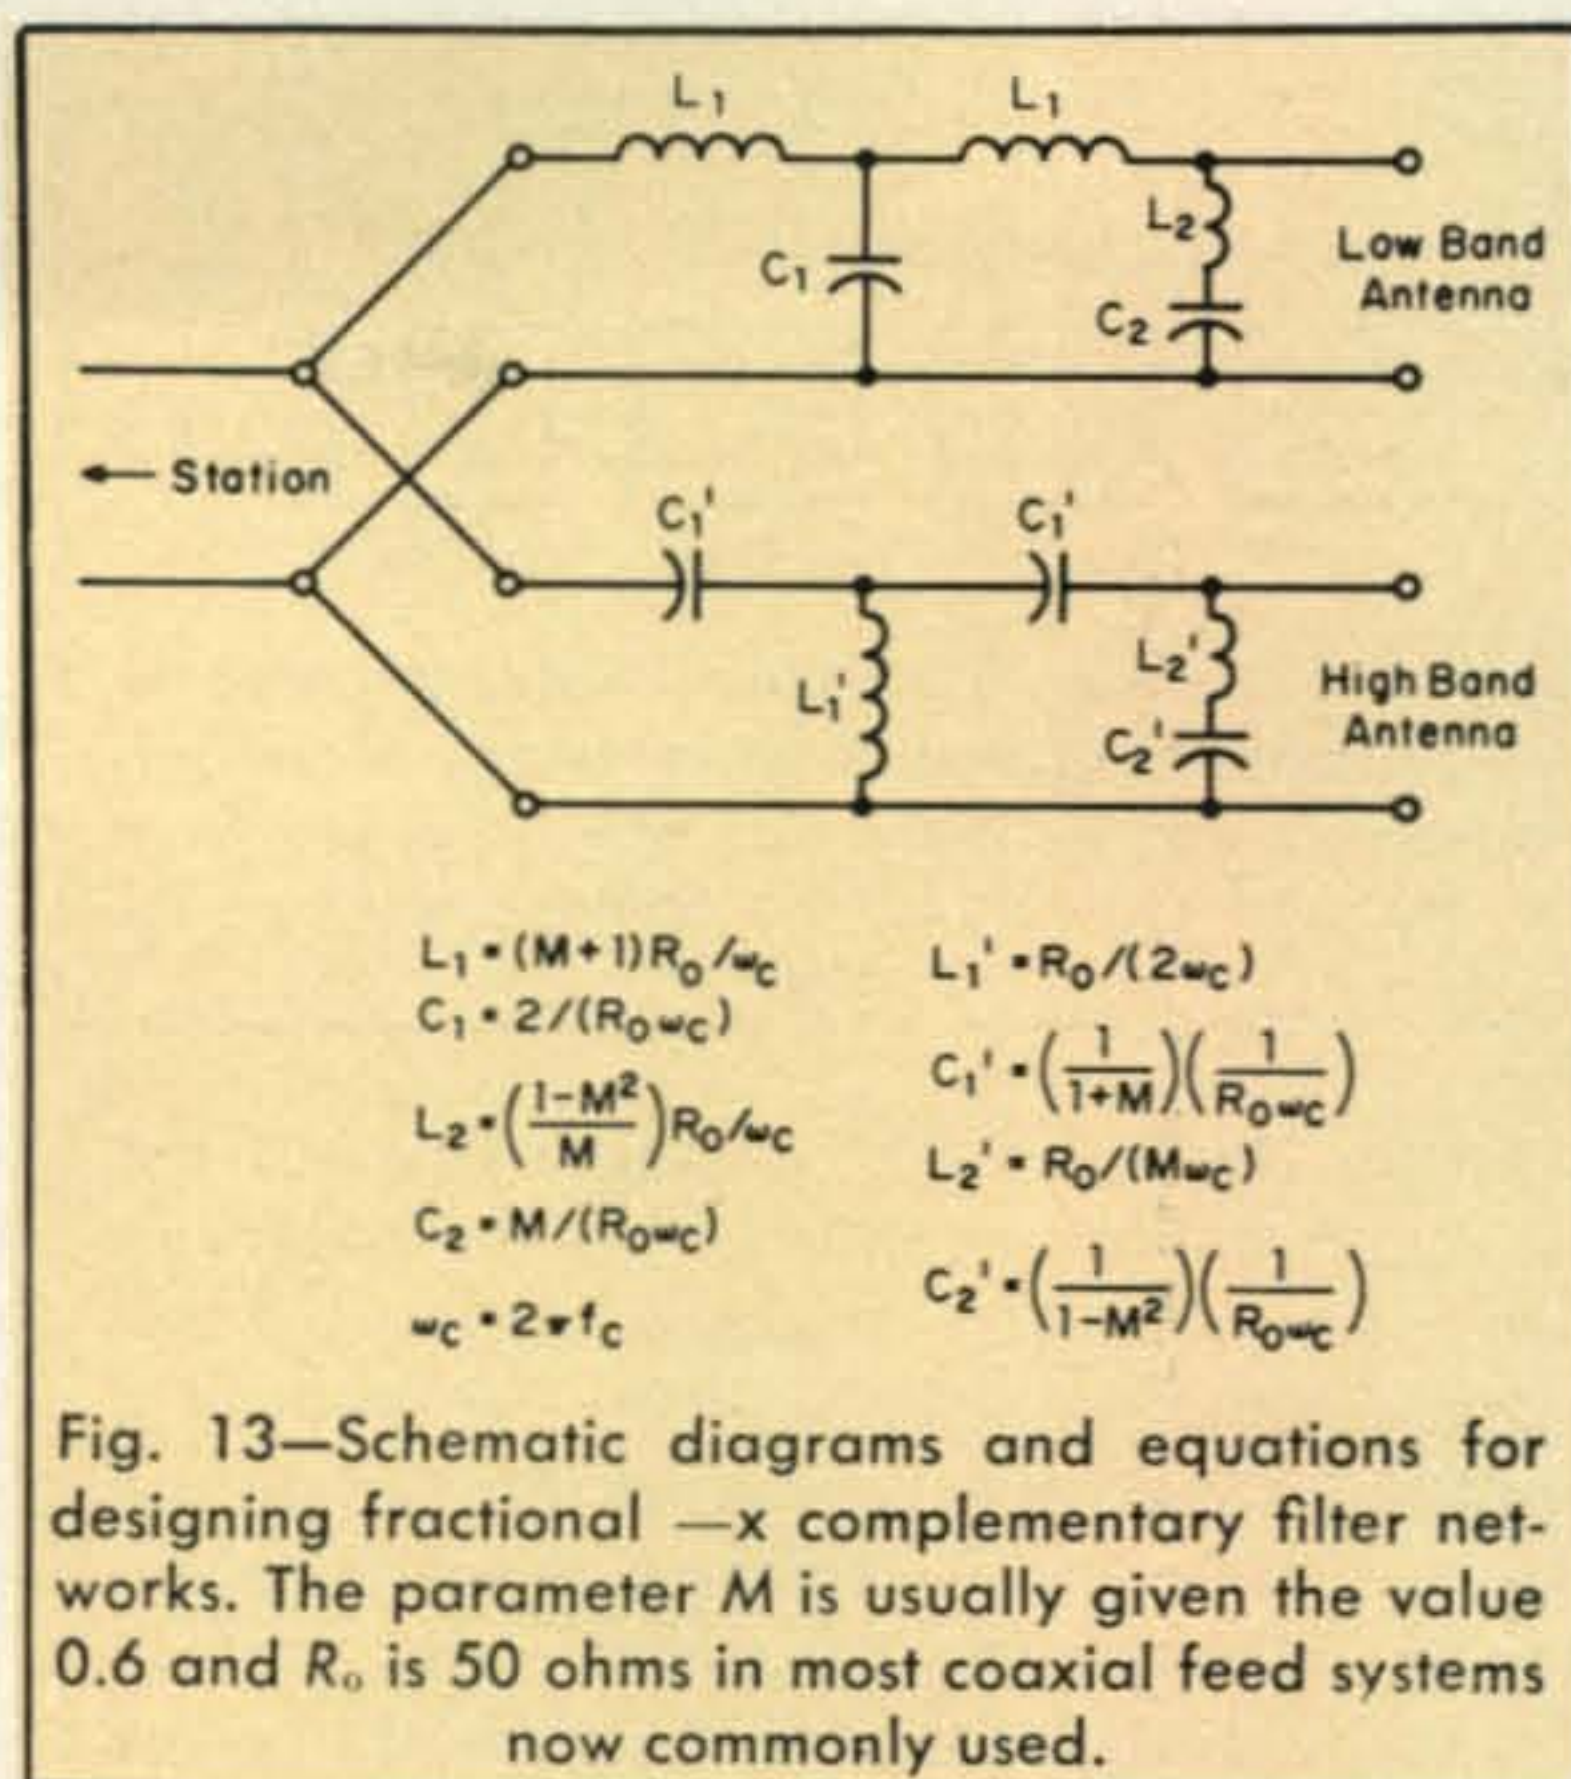 L₁ L₁
C₁
L₂
C₂
Low Band
Antenna
← Station
C₁' C₁'
L₁'
L₂'
C₂'
High Band
Antenna
L₁ = (M+1)R₀/ωc
C₁ = 2/(R₀ωc)
L₂ = ((1-M²)/M)R₀/ωc
C₂ = M/(R₀ωc)
ωc = 2πfc
L₁' = R₀/(2ωc)
C₁' = (1/(1+M))(1/(R₀ωc))
L₂' = R₀/(Mωc)
C₂' = (1/(1-M²))(1/(R₀ωc))
Fig. 13—Schematic diagrams and equations for
designing fractional —x complementary filter net-
works. The parameter M is usually given the value
0.6 and R₀ is 50 ohms in most coaxial feed systems
now commonly used.